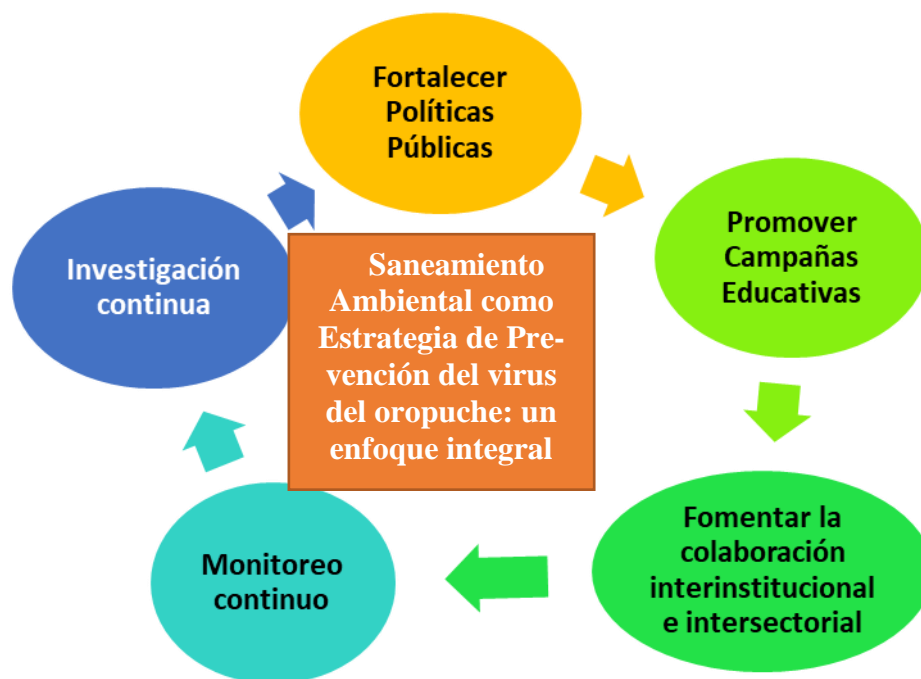 Fortalecer
Políticas
Públicas
Promover
Campañas
Educativas
Fomentar la
colaboración
interinstitucional
e intersectorial
Monitoreo
continuo
Investigación
continua
Saneamiento
Ambiental como
Estrategia de Pre-
vención del virus
del oropuche: un
enfoque integral